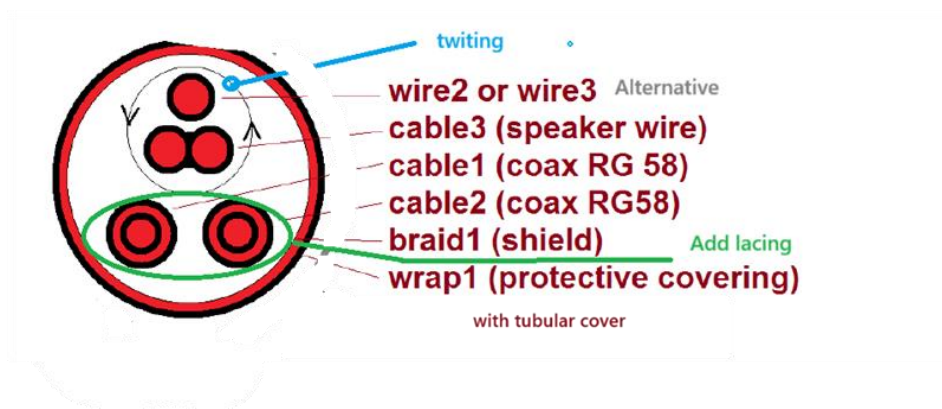 twiting
wire2 or wire3 Alternative
cable3 (speaker wire)
cable1 (coax RG 58)
cable2 (coax RG58)
braid1 (shield)
Add lacing
wrap1 (protective covering)
with tubular cover